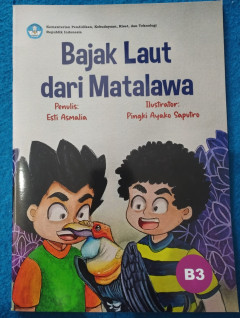 Kementerian Pendidikan, Kebudayaan, Riset, dan Teknologi
Republik Indonesia
Bajak Laut
dari Matalawa
Penulis: Ilustrator:
Esti Asmalia Pingki Ayako Saputro
B3